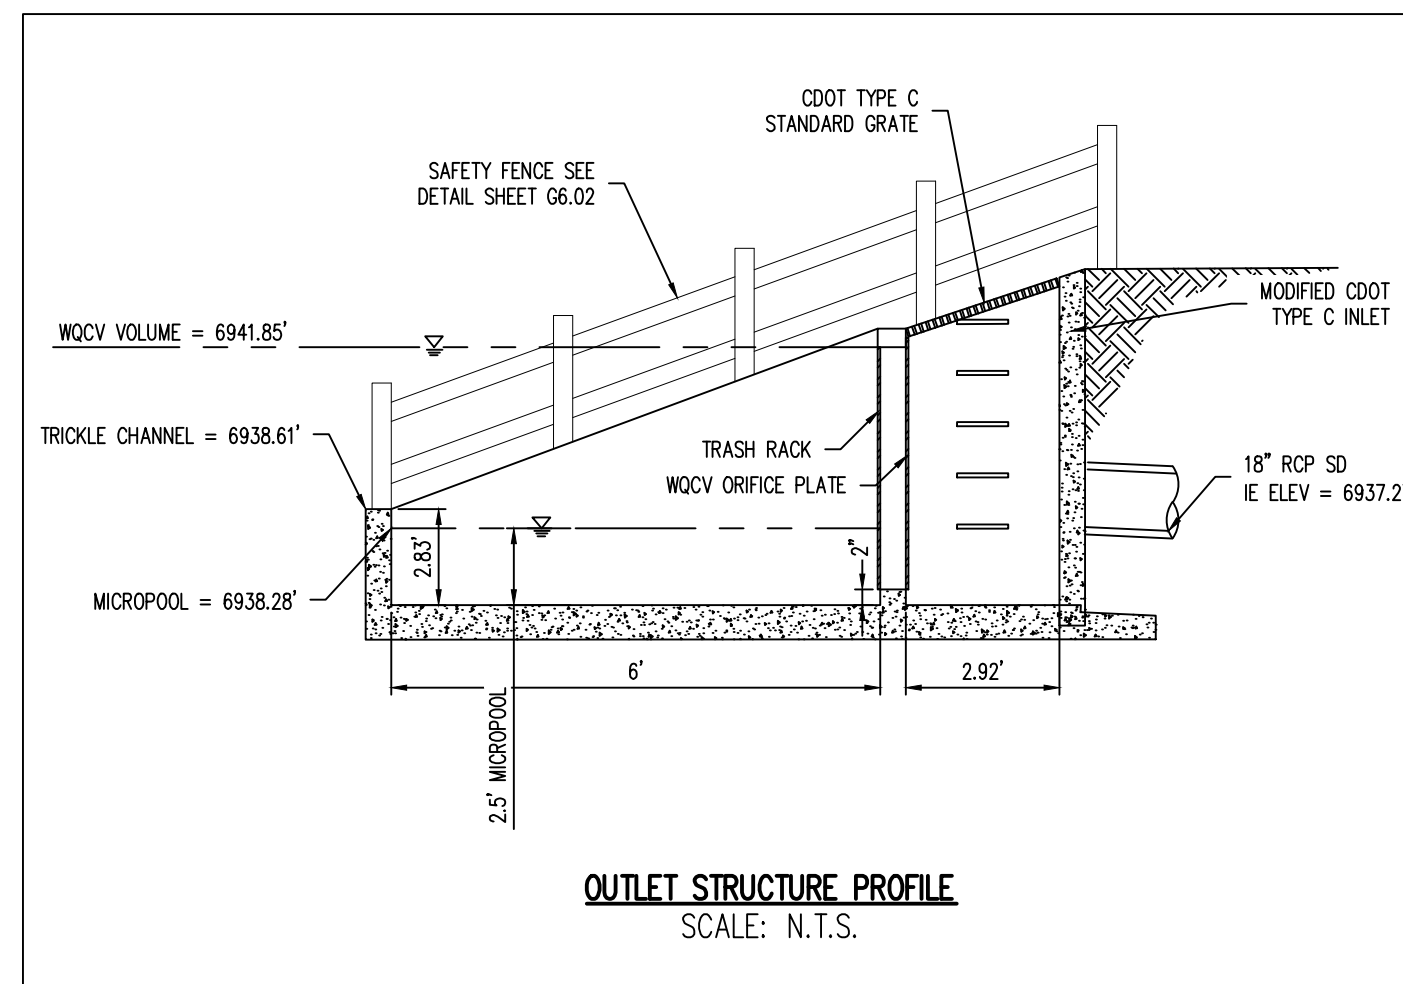 CDOT TYPE C
STANDARD GRATE
SAFETY FENCE SEE
DETAIL SHEET G6.02
WQCV VOLUME = 6941.85'
MODIFIED CDOT
TYPE C INLET
TRICKLE CHANNEL = 6938.61'
TRASH RACK
WQCV ORIFICE PLATE
18" RCP SD
IE ELEV = 6937.2'
2.83'
2"
MICROPOOL = 6938.28'
6'
2.92'
2.5' MICROPOOL
OUTLET STRUCTURE PROFILE
SCALE: N.T.S.